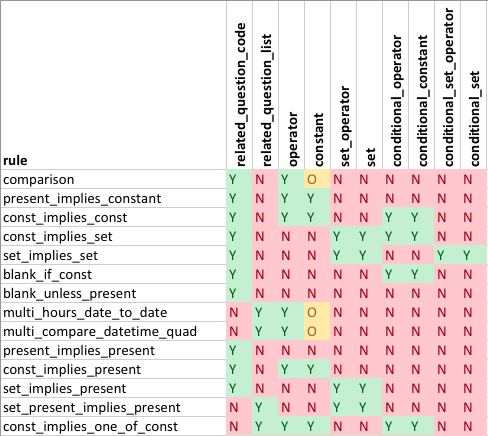 rule related_question_code related_question_list operator constant set_operator set conditional_operator conditional_constant conditional_set_operator conditional_set
comparison Y N Y O N N N N N N
present_implies_constant Y N Y Y N N N N N N
const_implies_const Y N Y Y N N Y Y N N
const_implies_set Y N N N Y Y Y Y N N
set_implies_set Y N N N Y Y N N Y Y
blank_if_const Y N N N N N Y Y N N
blank_unless_present Y N N N N N N N N N
multi_hours_date_to_date N Y Y O N N N N N N
multi_compare_datetime_quad N Y Y O N N N N N N
present_implies_present Y N N N N N N N N N
const_implies_present Y N Y Y N N N N N N
set_implies_present Y N N N Y Y N N N N
set_present_implies_present N Y N N Y Y N N N N
const_implies_one_of_const N Y Y Y N N Y Y N N